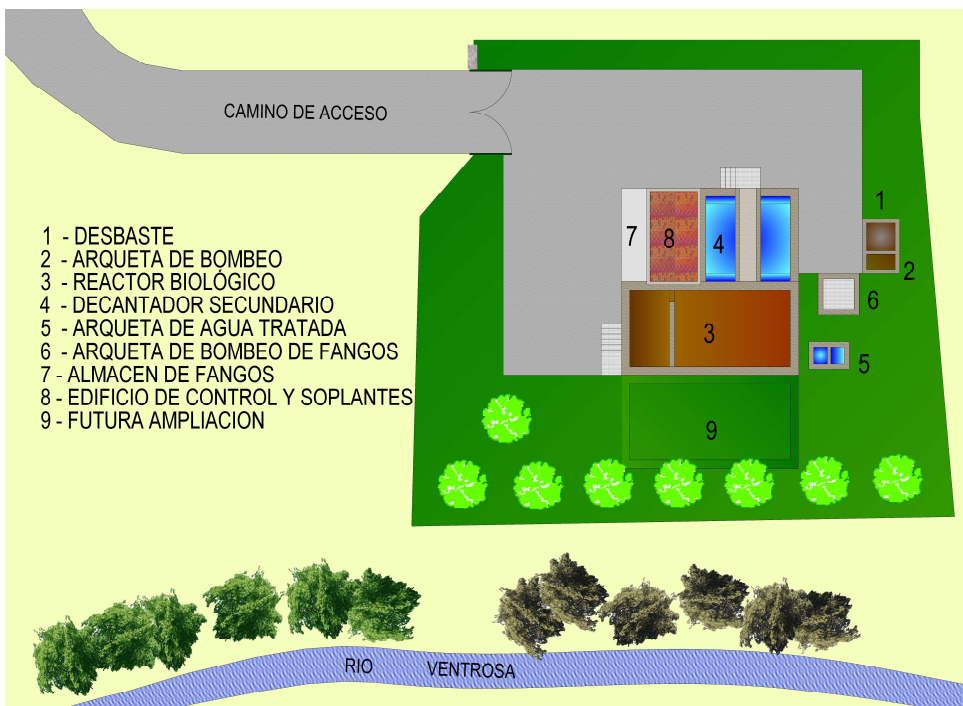 CAMINO DE ACCESO
1 - DESBASTE
2 - ARQUETA DE BOMBEO
3 - REACTOR BIOLÓGICO
4 - DECANTADOR SECUNDARIO
5 - ARQUETA DE AGUA TRATADA
6 - ARQUETA DE BOMBEO DE FANGOS
7 - ALMACEN DE FANGOS
8 - EDIFICIO DE CONTROL Y SOPLANTES
9 - FUTURA AMPLIACION
1
7
8
4
2
6
3
5
9
RIO VENTROSA